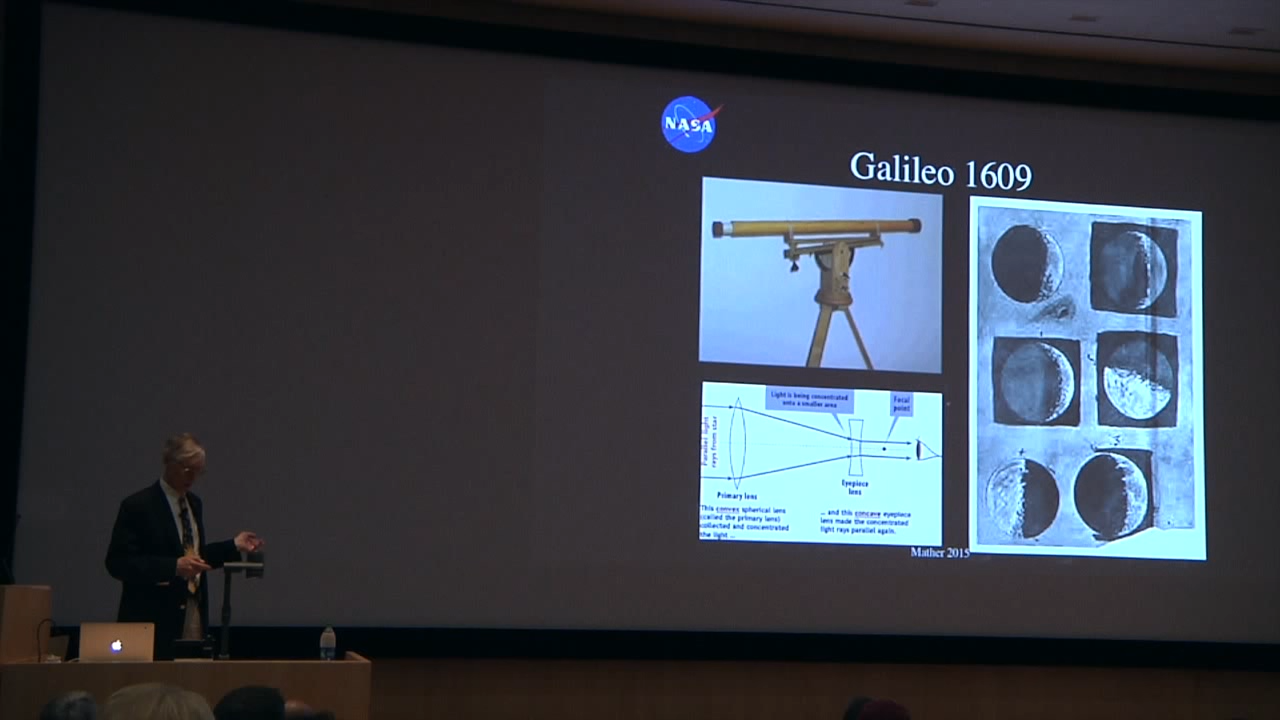 NASA
Galileo 1609
Light is being concentrated
onto a smaller area
Focal
point
Parallel light
rays from star
Primary lens
Eyepiece
lens
This convex spherical lens
(called the primary lens)
collected and concentrated
the light ...
... and this concave eyepiece
lens made the concentrated
light rays parallel again.
Mather 2015